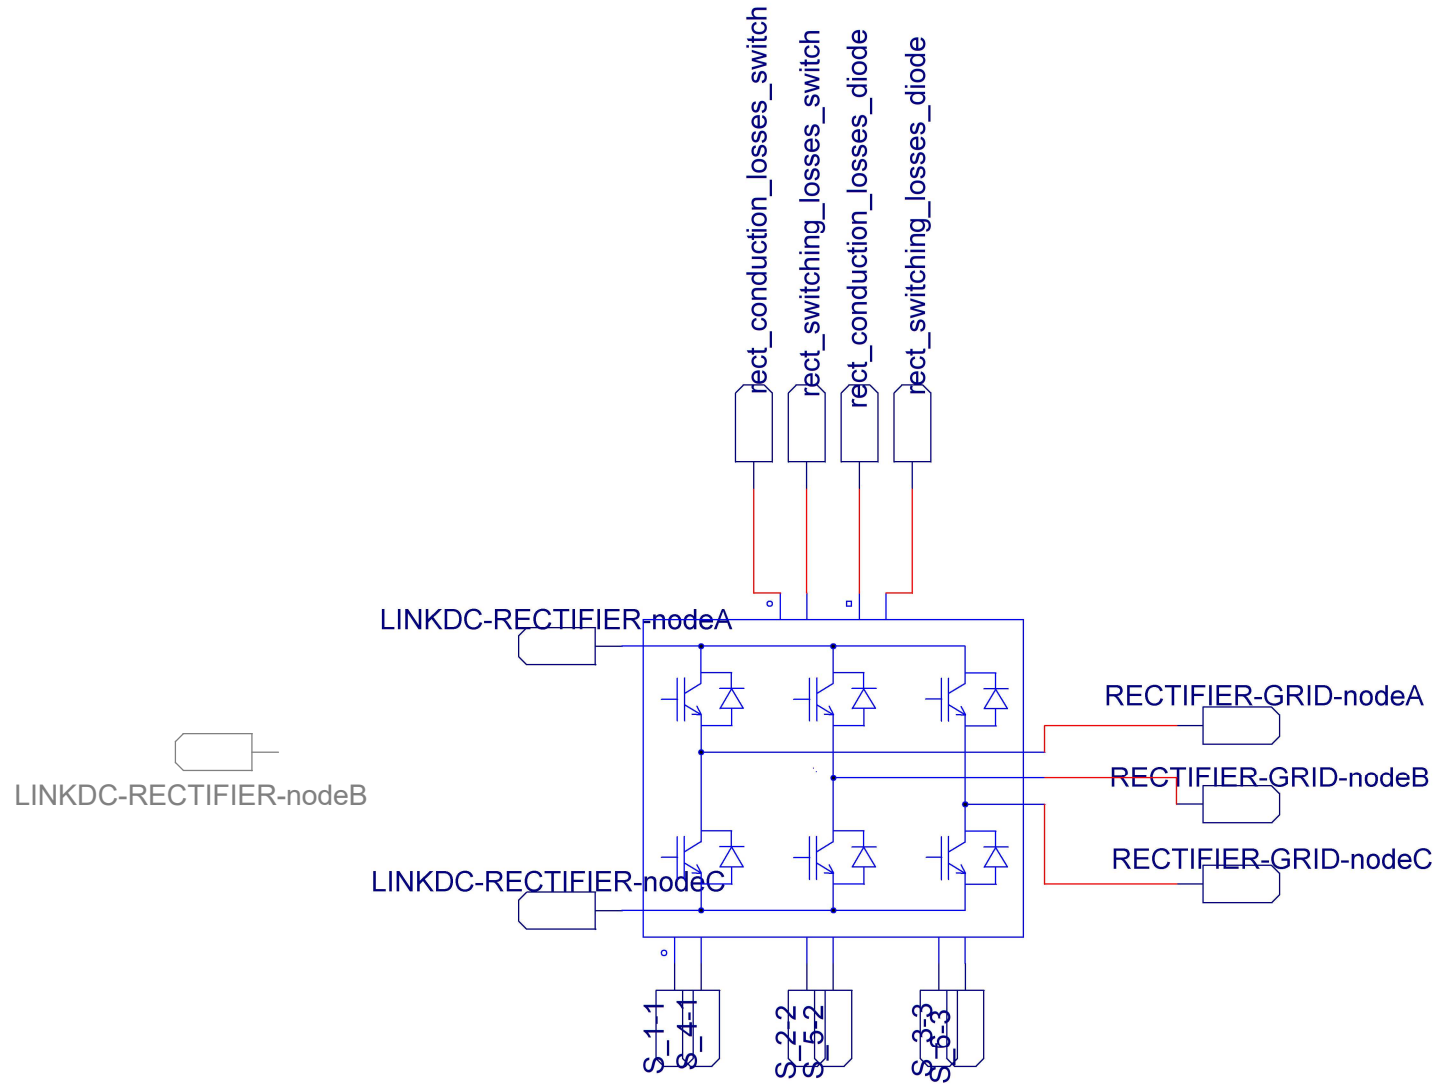 rect_conduction_losses_switch
rect_switching_losses_switch
rect_conduction_losses_diode
rect_switching_losses_diode
LINKDC-RECTIFIER-nodeA
RECTIFIER-GRID-nodeA
RECTIFIER-GRID-nodeB
LINKDC-RECTIFIER-nodeB
RECTIFIER-GRID-nodeC
LINKDC-RECTIFIER-nodeC
S_1-1
S_4-1
S_2-2
S_5-2
S_3-3
S_6-3